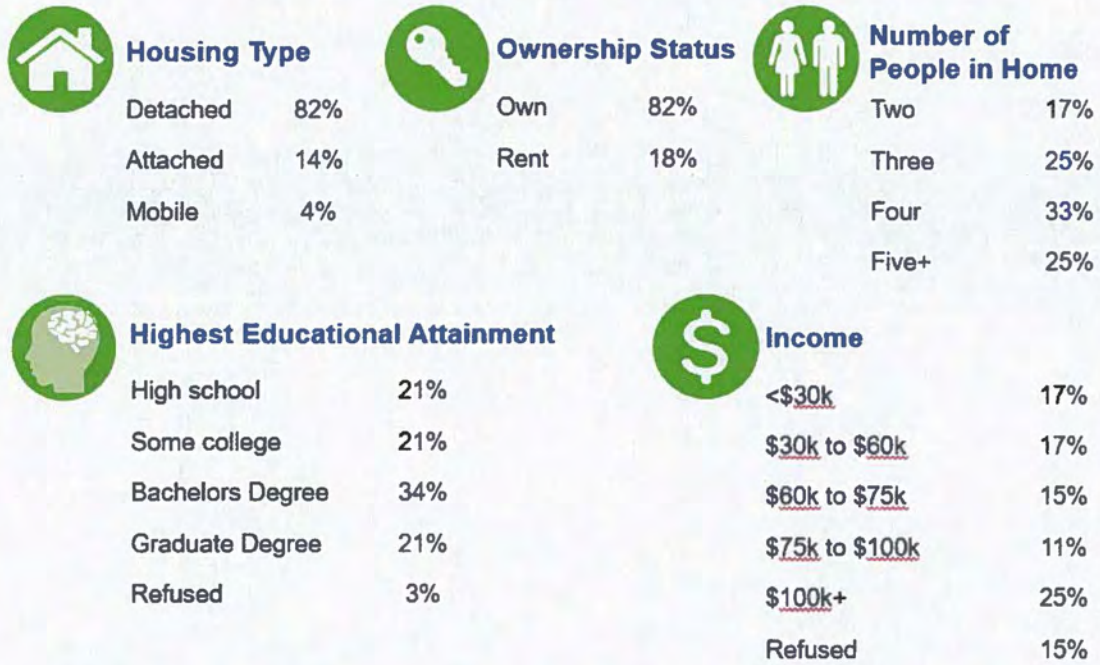 Housing Type
Detached 82%
Attached 14%
Mobile 4%
Ownership Status
Own 82%
Rent 18%
Number of
People in Home
Two 17%
Three 25%
Four 33%
Five+ 25%
Highest Educational Attainment
High school 21%
Some college 21%
Bachelors Degree 34%
Graduate Degree 21%
Refused 3%
Income
<$30k 17%
$30k to $60k 17%
$60k to $75k 15%
$75k to $100k 11%
$100k+ 25%
Refused 15%